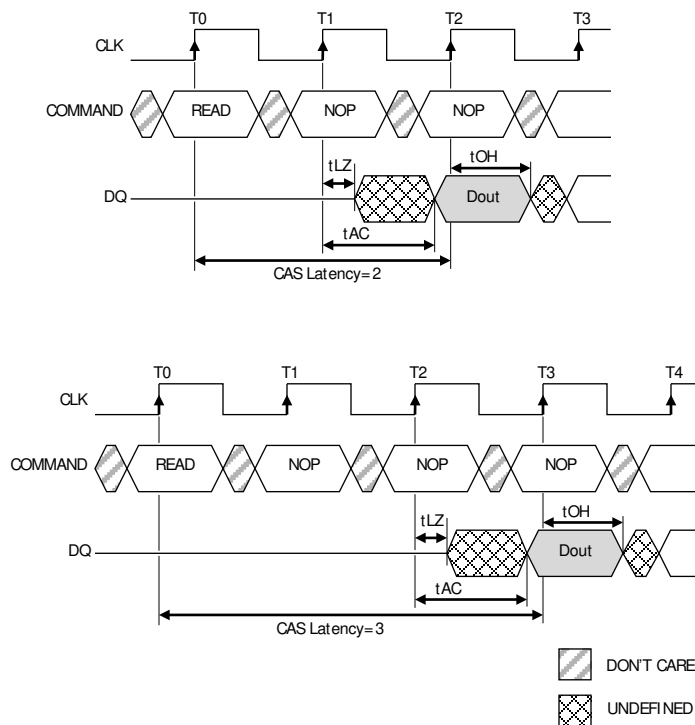 T0 T1 T2 T3
CLK
COMMAND READ NOP NOP
tLZ tOH
DQ Dout
tAC
CAS Latency=2
T0 T1 T2 T3 T4
CLK
COMMAND READ NOP NOP NOP
tLZ tOH
DQ Dout
tAC
CAS Latency=3
DON'T CARE
UNDEFINED